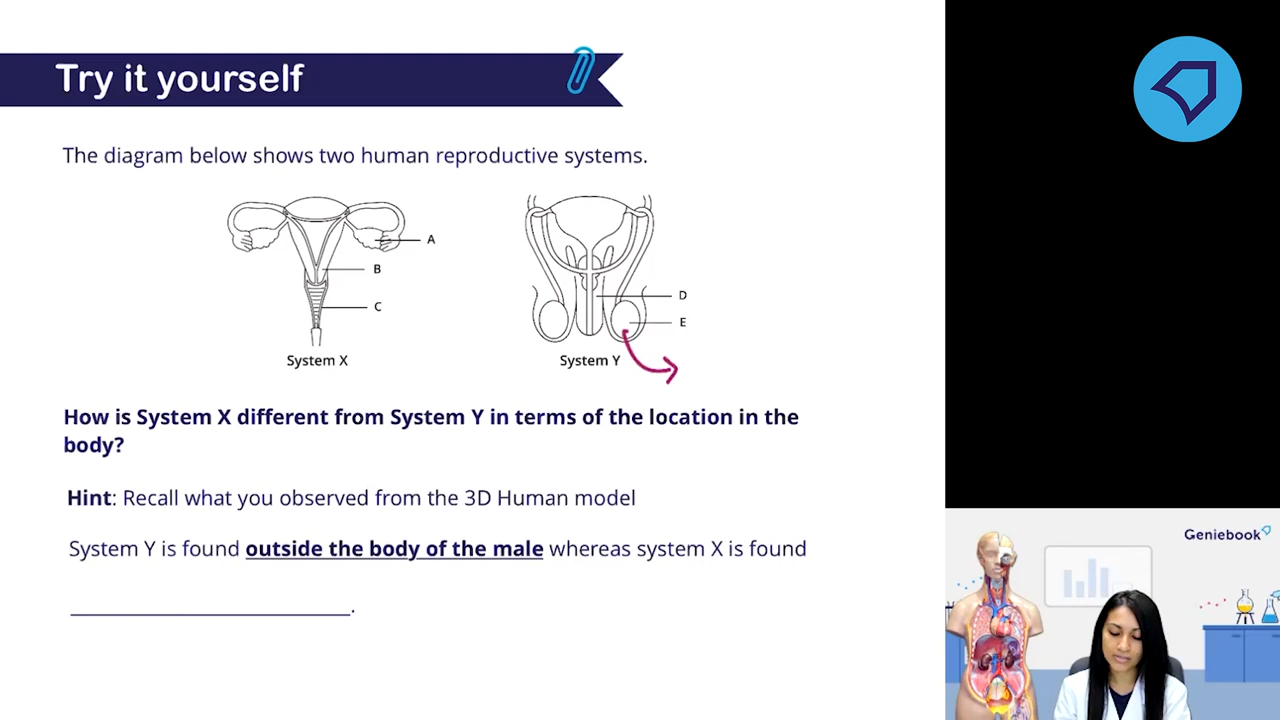 Try it yourself
The diagram below shows two human reproductive systems.
A
B
C
System X
D
E
System Y
How is System X different from System Y in terms of the location in the
body?
Hint: Recall what you observed from the 3D Human model
System Y is found outside the body of the male whereas system X is found
____________________.
Geniebook